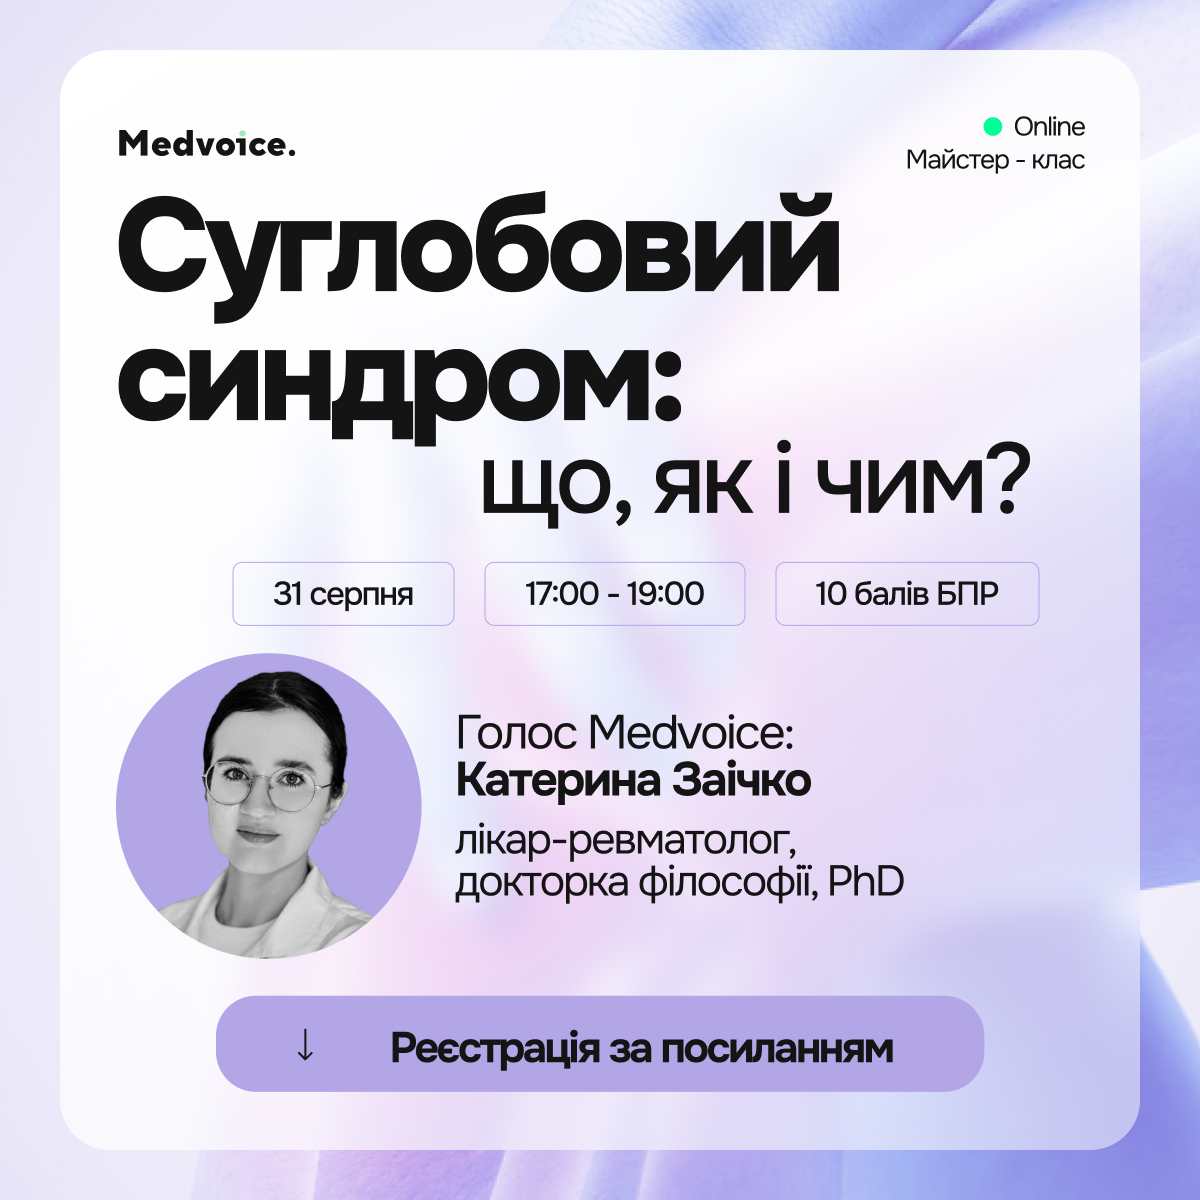 Medvoice.
Online
Майстер - клас
Суглобовий
синдром:
що, як і чим?
31 серпня
17:00 - 19:00
10 балів БПР
Голос Medvoice:
Катерина Заічко
лікар-ревматолог,
докторка філософії, PhD
↓ Реєстрація за посиланням